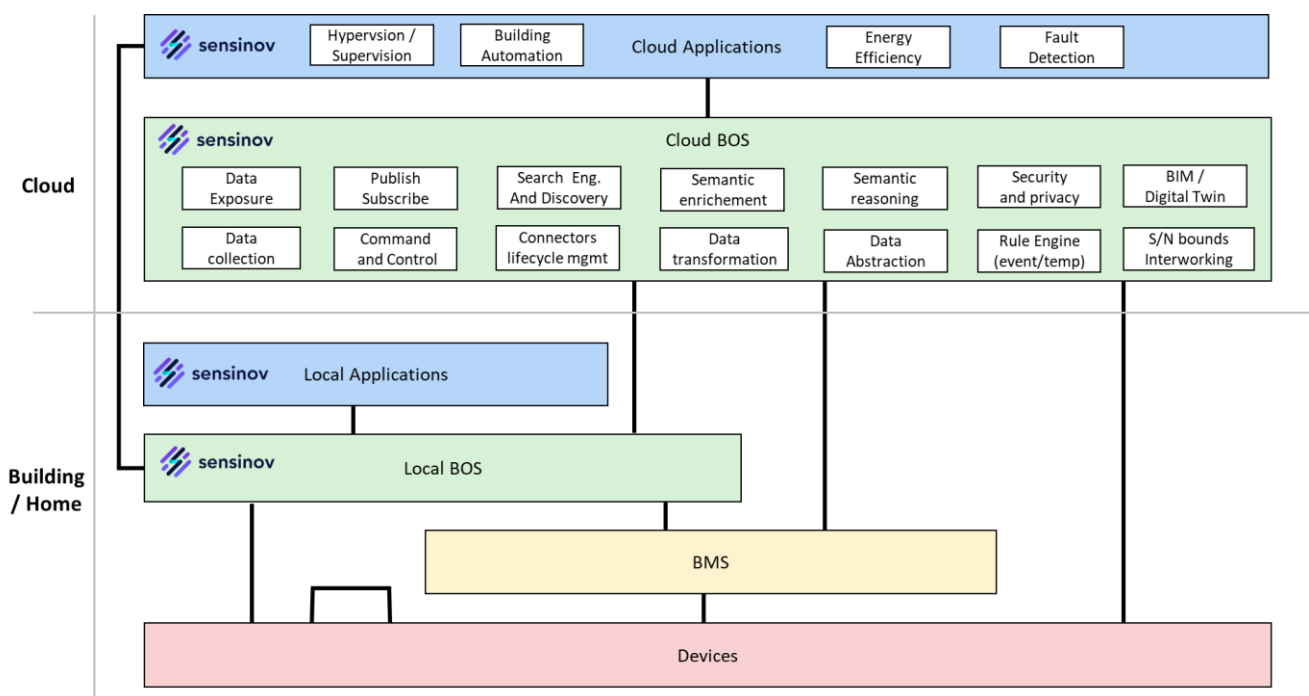 sensinov
Hypervsion /
Supervision
Building
Automation
Cloud Applications
Energy
Efficiency
Fault
Detection
Cloud
sensinov
Cloud BOS
Data
Exposure
Publish
Subscribe
Search Eng.
And Discovery
Semantic
enrichement
Semantic
reasoning
Security
and privacy
BIM /
Digital Twin
Data
collection
Command
and Control
Connectors
lifecycle mgmt
Data
transformation
Data
Abstraction
Rule Engine
(event/temp)
S/N bounds
Interworking
Building
/ Home
sensinov
Local Applications
sensinov
Local BOS
BMS
Devices